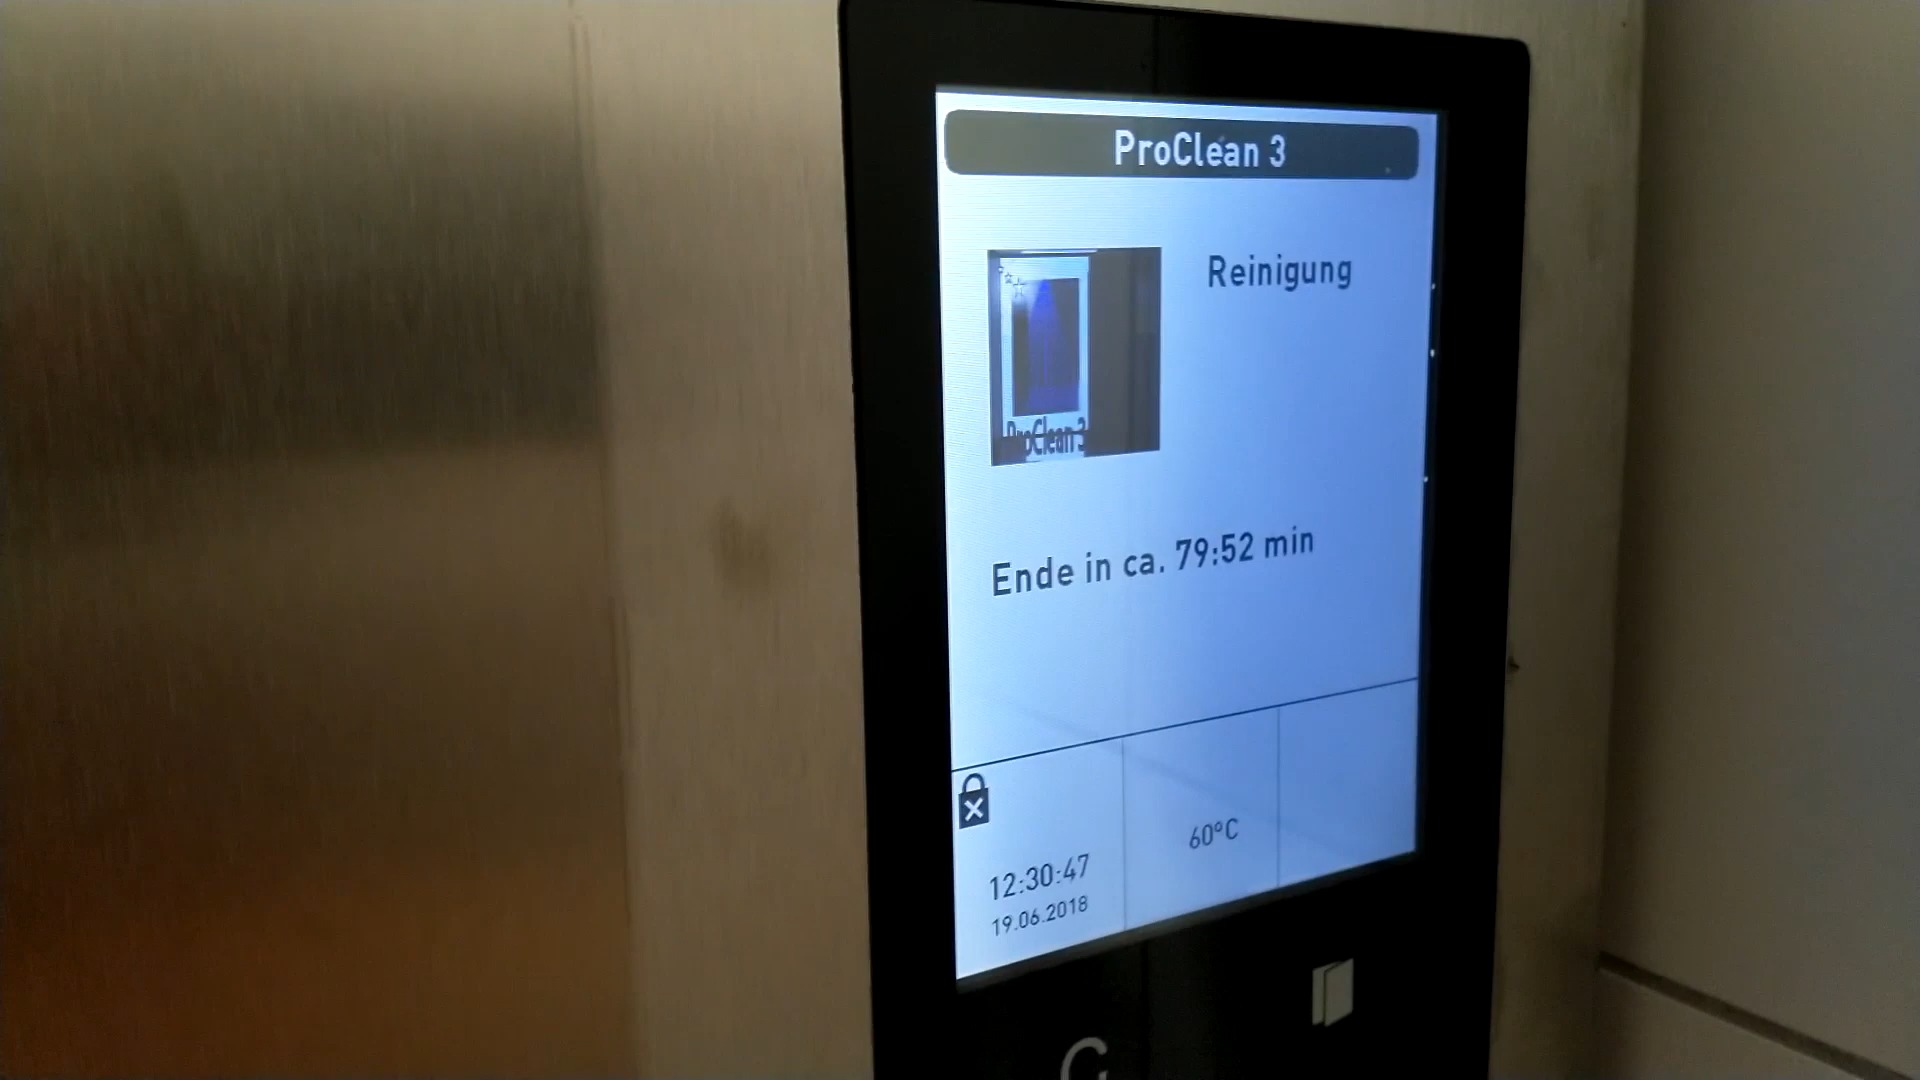 ProClean 3
Reinigung
ProClean 3
Ende in ca. 79:52 min
12:30:47
19.06.2018
60°C